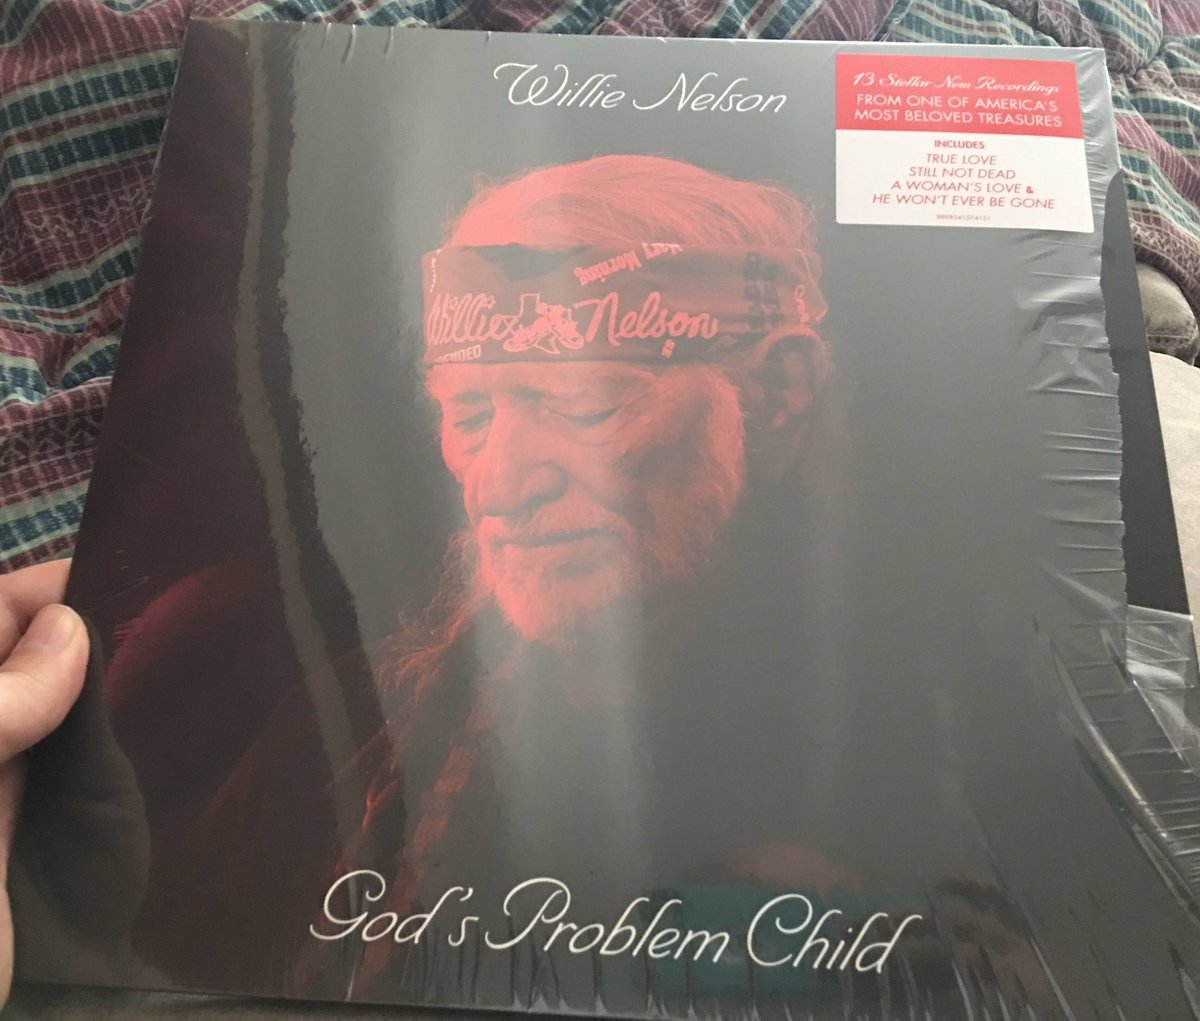 Willie Nelson
13 Stellar New Recordings
FROM ONE OF AMERICA'S
MOST BELOVED TREASURES
INCLUDES
TRUE LOVE
STILL NOT DEAD
A WOMAN'S LOVE &
HE WON'T EVER BE GONE
Morning
Willie Nelson
God's Problem Child